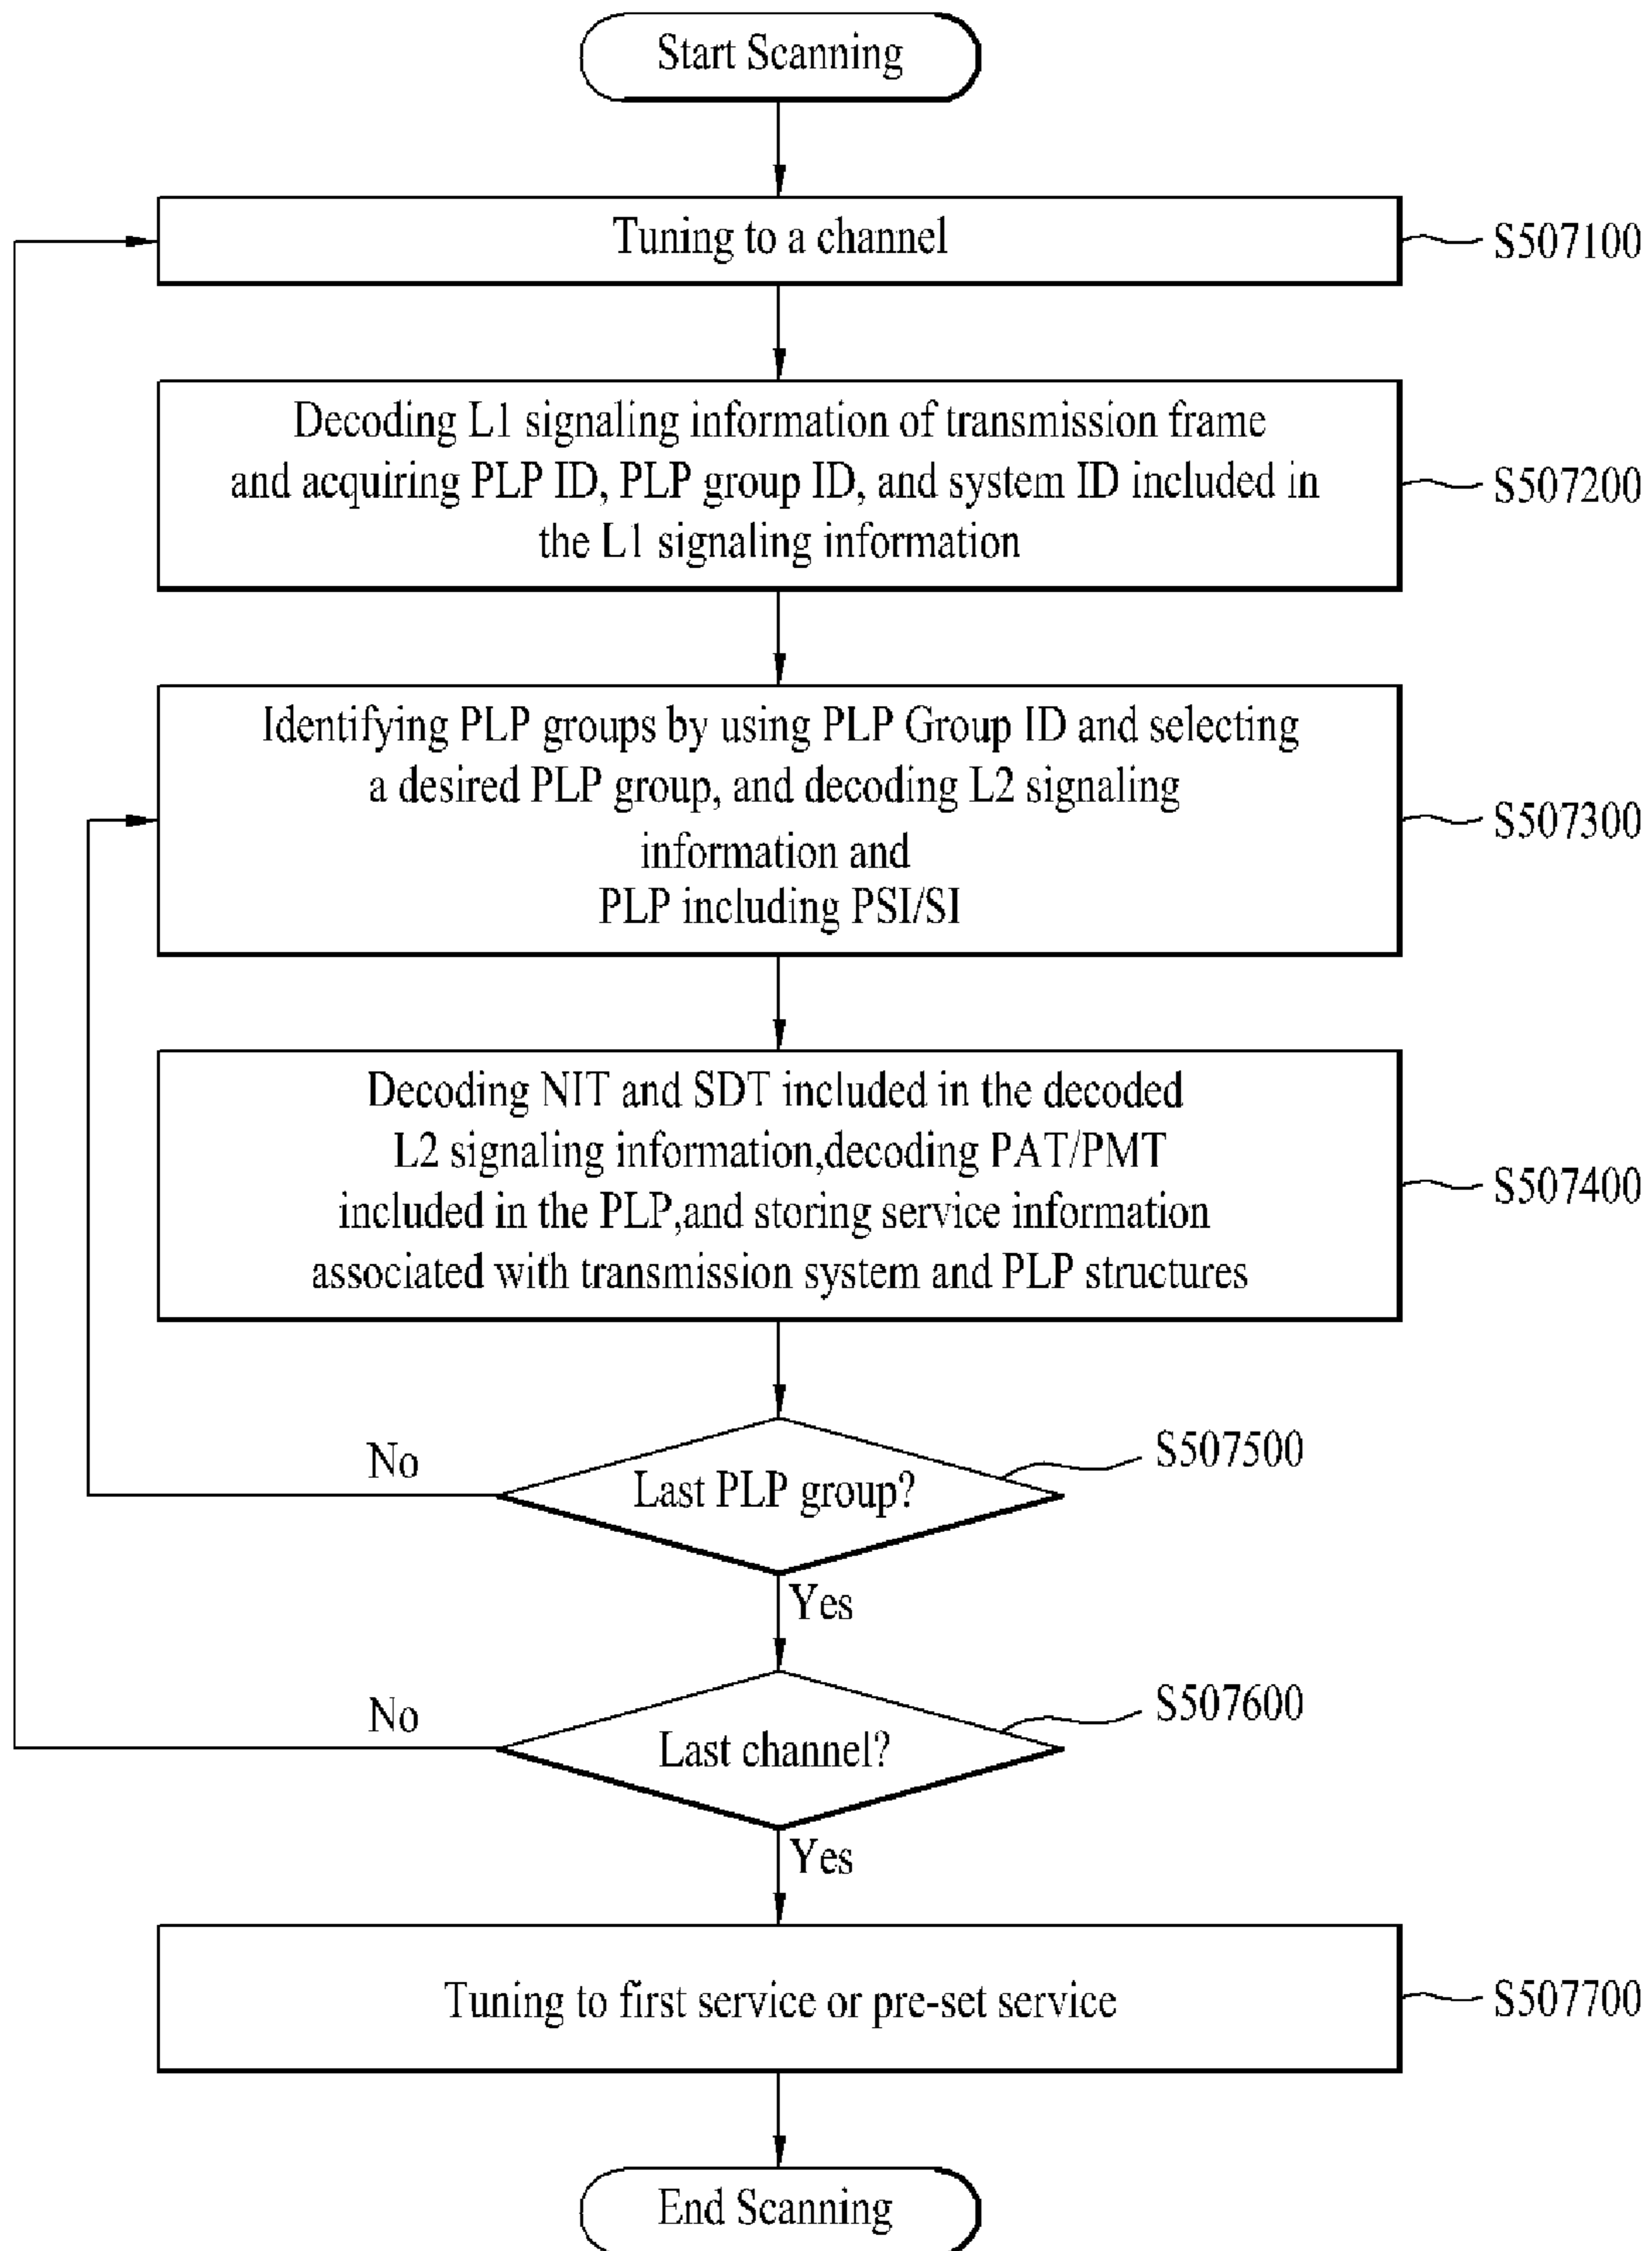 Start Scanning
Tuning to a channel
S507100
Decoding L1 signaling information of transmission frame
and acquiring PLP ID, PLP group ID, and system ID included in
the L1 signaling information
S507200
Identifying PLP groups by using PLP Group ID and selecting
a desired PLP group, and decoding L2 signaling
information and
PLP including PSI/SI
S507300
Decoding NIT and SDT included in the decoded
L2 signaling information,decoding PAT/PMT
included in the PLP,and storing service information
associated with transmission system and PLP structures
S507400
No
Last PLP group?
S507500
Yes
No
Last channel?
S507600
Yes
Tuning to first service or pre-set service
S507700
End Scanning